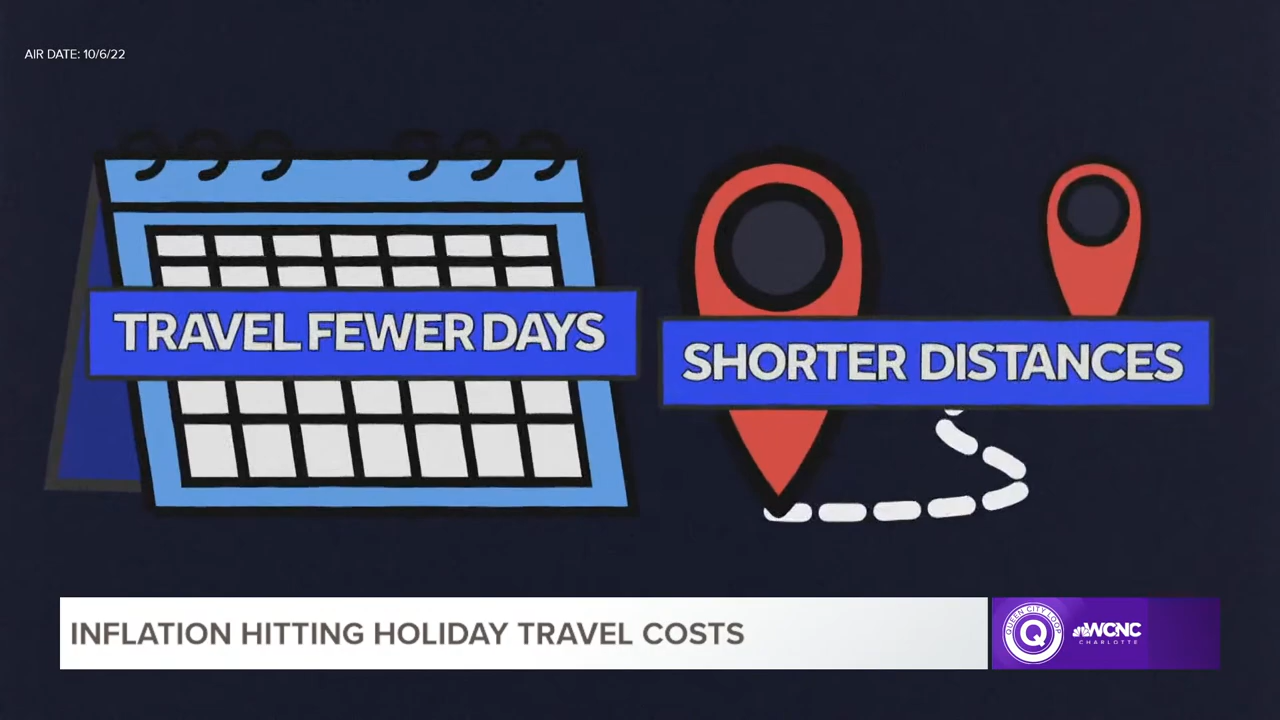 AIR DATE: 10/6/22
TRAVEL FEWER DAYS
SHORTER DISTANCES
INFLATION HITTING HOLIDAY TRAVEL COSTS
QUEEN CITY LOOP
Q
WCNC
CHARLOTTE